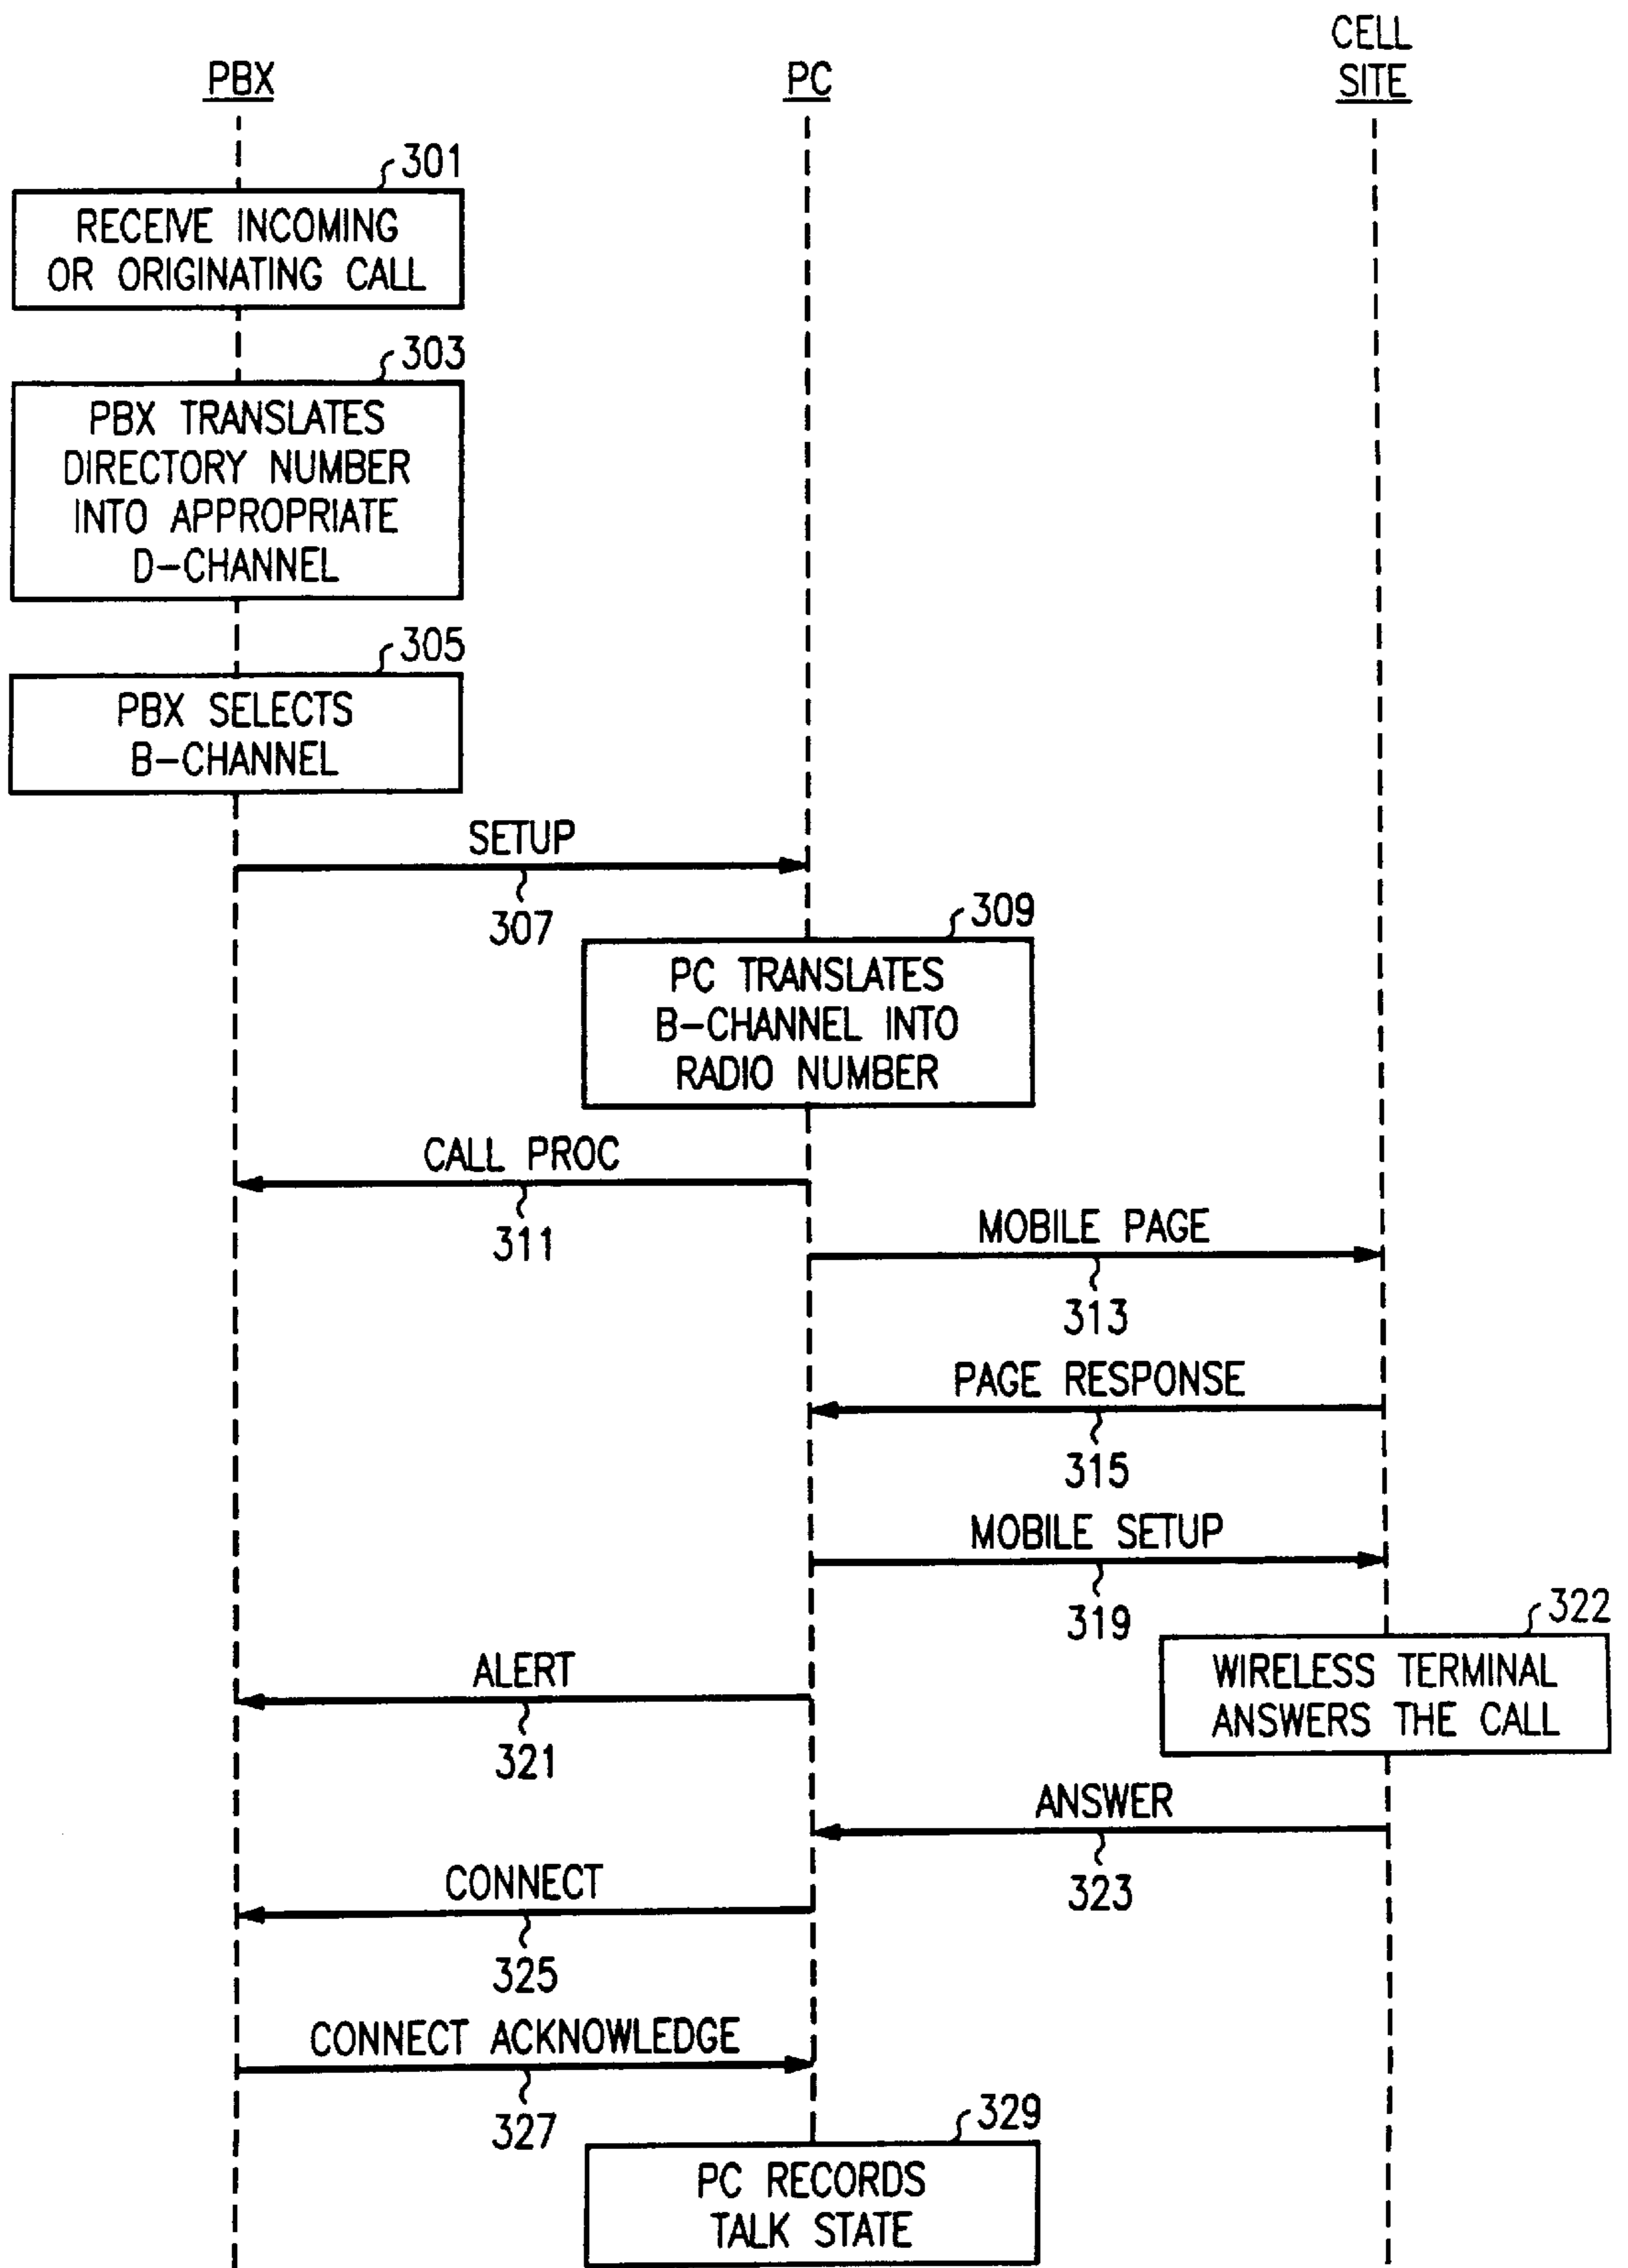 CELL
SITE
PBX
PC
301
RECEIVE INCOMING
OR ORIGINATING CALL
303
PBX TRANSLATES
DIRECTORY NUMBER
INTO APPROPRIATE
D-CHANNEL
305
PBX SELECTS
B-CHANNEL
SETUP
307
309
PC TRANSLATES
B-CHANNEL INTO
RADIO NUMBER
CALL PROC
311
MOBILE PAGE
313
PAGE RESPONSE
315
MOBILE SETUP
319
322
WIRELESS TERMINAL
ANSWERS THE CALL
ALERT
321
ANSWER
323
CONNECT
325
CONNECT ACKNOWLEDGE
327
329
PC RECORDS
TALK STATE